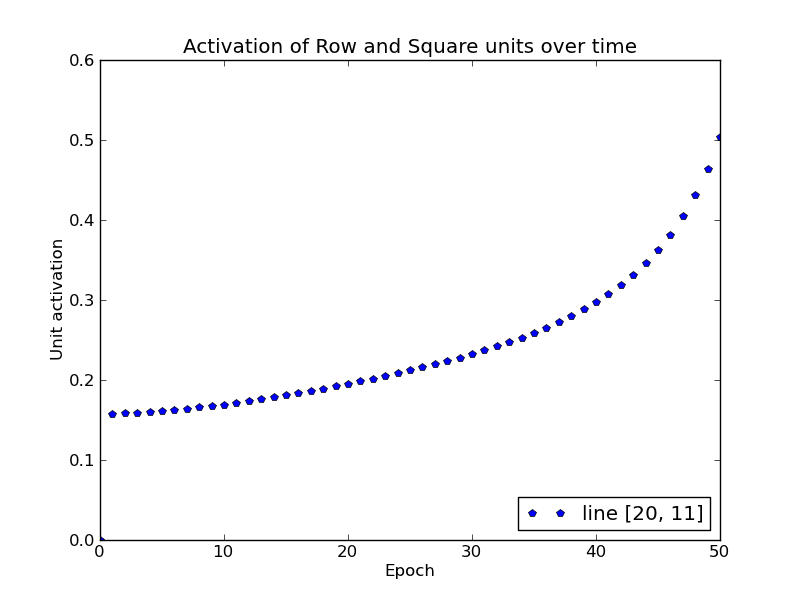 Activation of Row and Square units over time
0.6
0.5
0.4
0.3
0.2
0.1
0.0
Unit activation
line [20, 11]
0 10 20 30 40 50
Epoch